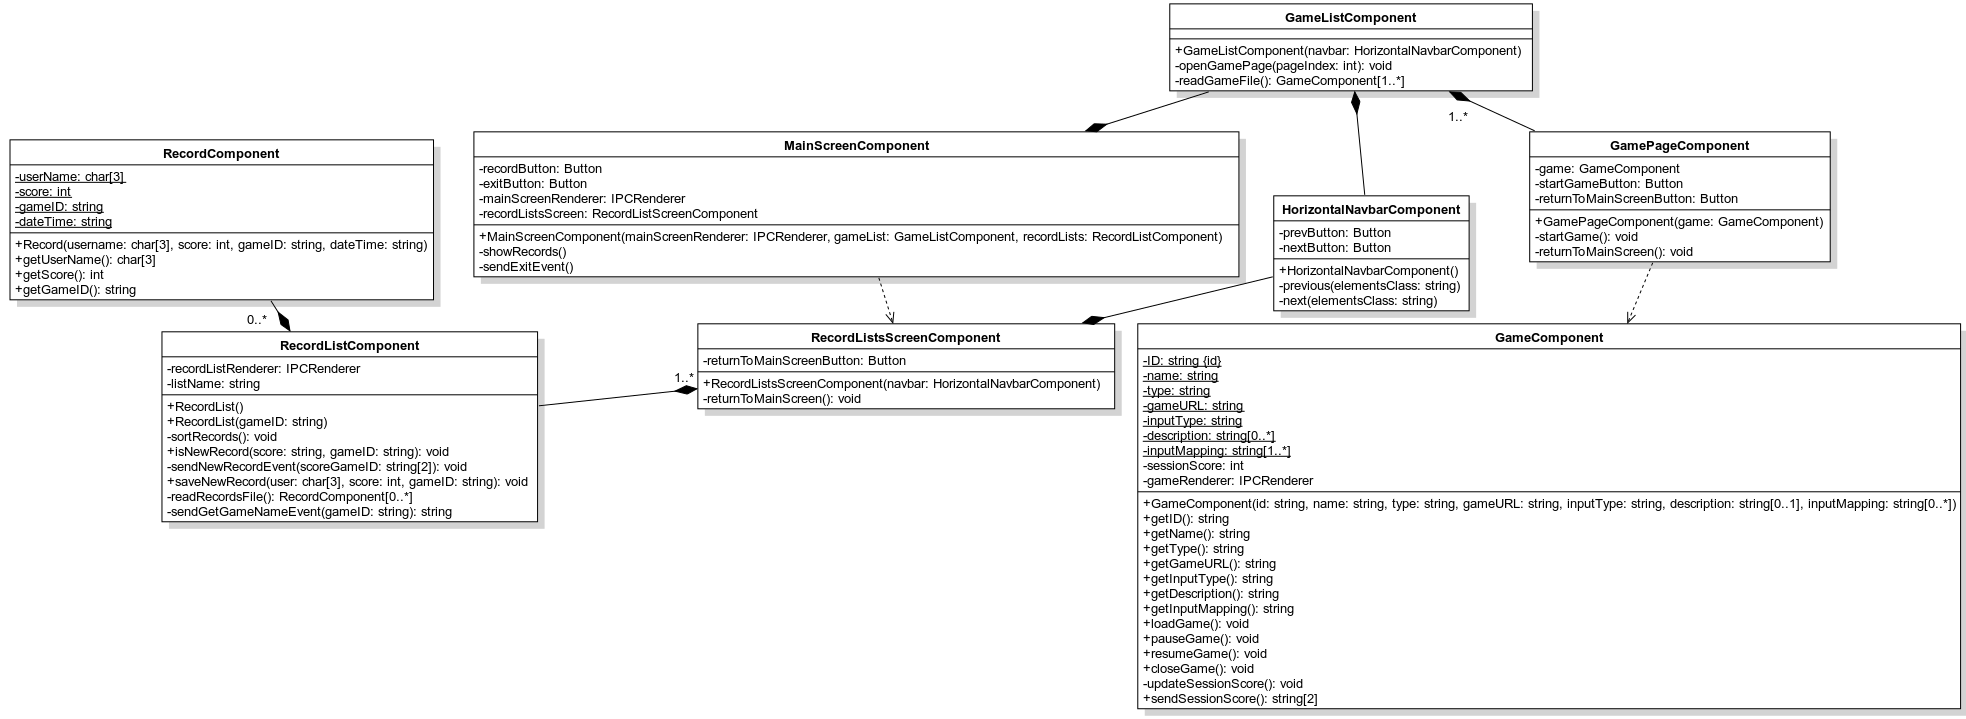 GameListComponent
+GameListComponent(navbar: HorizontalNavbarComponent)
-openGamePage(pageIndex: int): void
-readGameFile(): GameComponent[1..*]
1..*
RecordComponent
-userName: char[3]
-score: int
-gameID: string
-dateTime: string
+Record(username: char[3], score: int, gameID: string, dateTime: string)
+getUserName(): char[3]
+getScore(): int
+getGameID(): string
0..*
MainScreenComponent
-recordButton: Button
-exitButton: Button
-mainScreenRenderer: IPCRenderer
-recordListsScreen: RecordListScreenComponent
+MainScreenComponent(mainScreenRenderer: IPCRenderer, gameList: GameListComponent, recordLists: RecordListComponent)
-showRecords()
-sendExitEvent()
HorizontalNavbarComponent
-prevButton: Button
-nextButton: Button
+HorizontalNavbarComponent()
-previous(elementsClass: string)
-next(elementsClass: string)
GamePageComponent
-game: GameComponent
-startGameButton: Button
-returnToMainScreenButton: Button
+GamePageComponent(game: GameComponent)
-startGame(): void
-returnToMainScreen(): void
RecordListComponent
-recordListRenderer: IPCRenderer
-listName: string
+RecordList()
+RecordList(gameID: string)
-sortRecords(): void
+isNewRecord(score: string, gameID: string): void
-sendNewRecordEvent(scoreGameID: string[2]): void
+saveNewRecord(user: char[3], score: int, gameID: string): void
-readRecordsFile(): RecordComponent[0..*]
-sendGetGameNameEvent(gameID: string): string
1..*
RecordListsScreenComponent
-returnToMainScreenButton: Button
+RecordListsScreenComponent(navbar: HorizontalNavbarComponent)
-returnToMainScreen(): void
GameComponent
-ID: string {id}
-name: string
-type: string
-gameURL: string
-inputType: string
-description: string[0..*]
-inputMapping: string[1..*]
-sessionScore: int
-gameRenderer: IPCRenderer
+GameComponent(id: string, name: string, type: string, gameURL: string, inputType: string, description: string[0..1], inputMapping: string[0..*])
+getID(): string
+getName(): string
+getType(): string
+getGameURL(): string
+getInputType(): string
+getDescription(): string
+getInputMapping(): string
+loadGame(): void
+pauseGame(): void
+resumeGame(): void
+closeGame(): void
-updateSessionScore(): void
+sendSessionScore(): string[2]